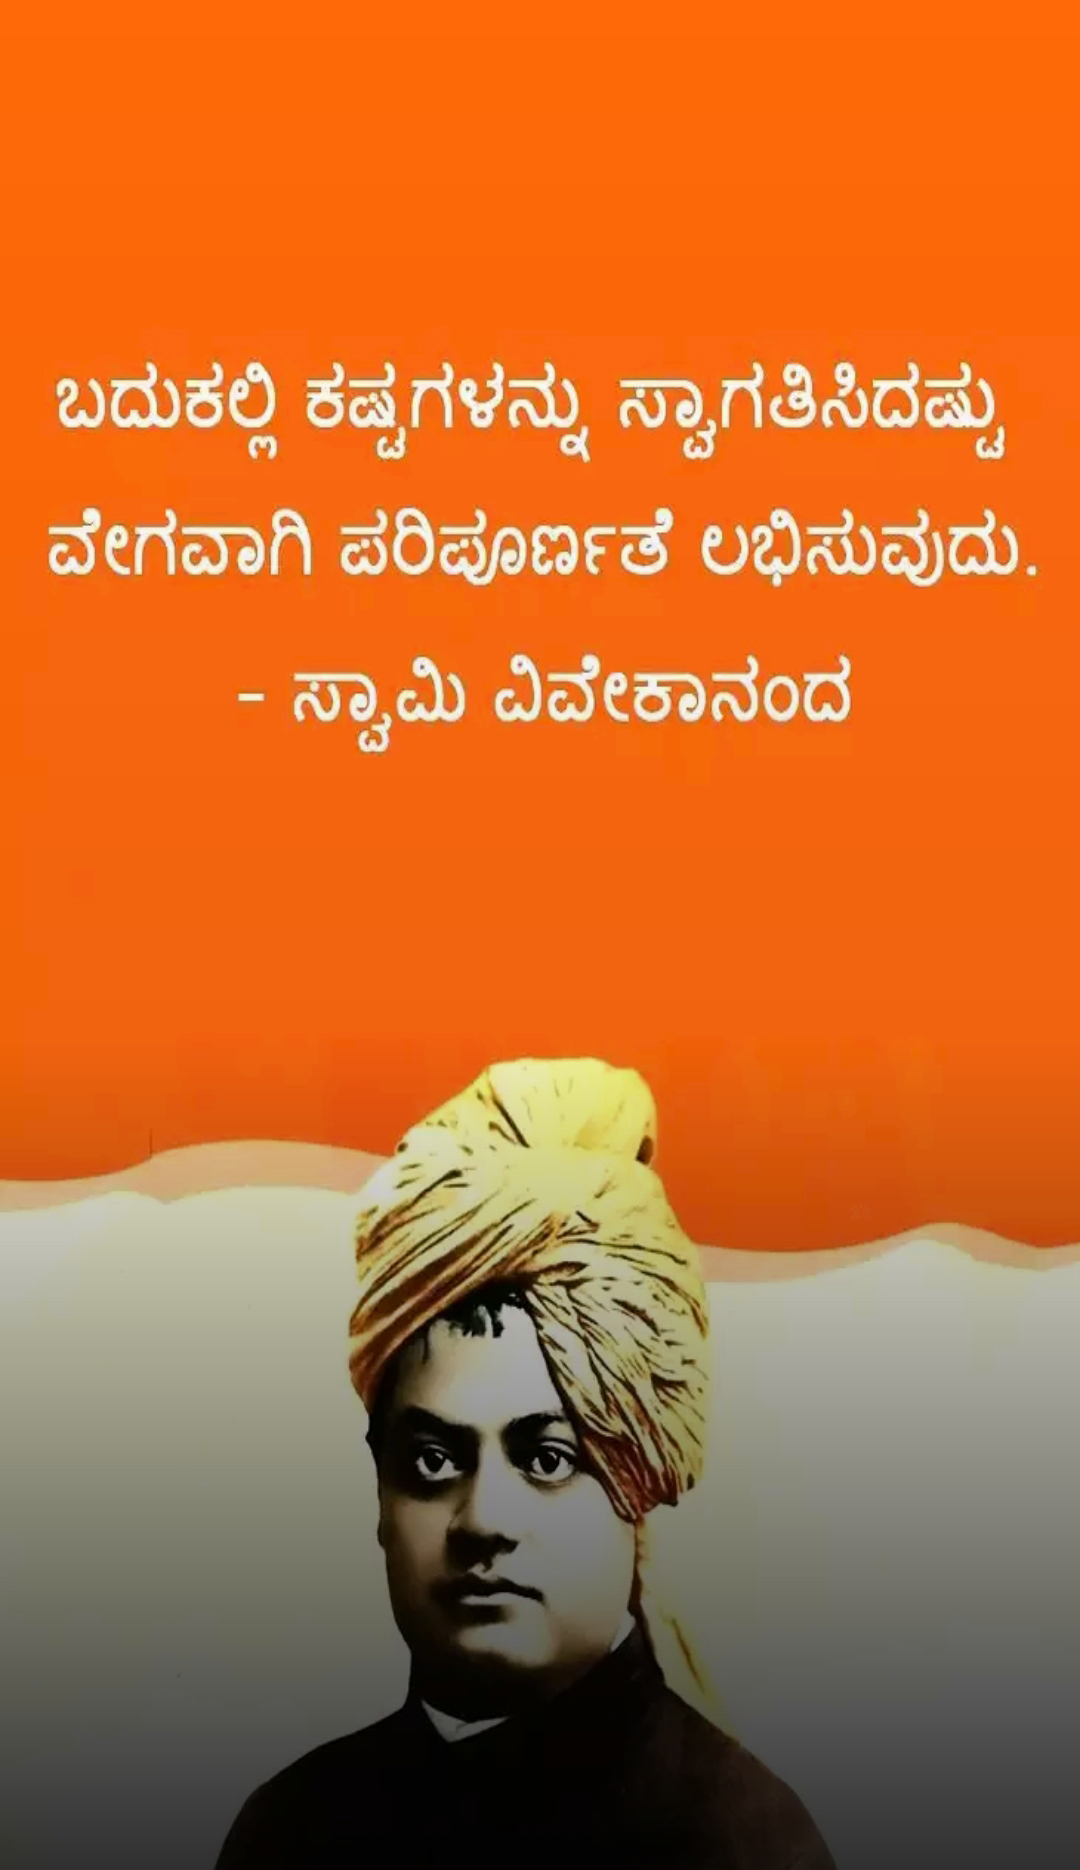 ಬದುಕಲ್ಲಿ ಕಷ್ಟಗಳನ್ನು ಸ್ವಾಗತಿಸಿದಷ್ಟು
ವೇಗವಾಗಿ ಪರಿಪೂರ್ಣತೆ ಲಭಿಸುವುದು.
- ಸ್ವಾಮಿ ವಿವೇಕಾನಂದ